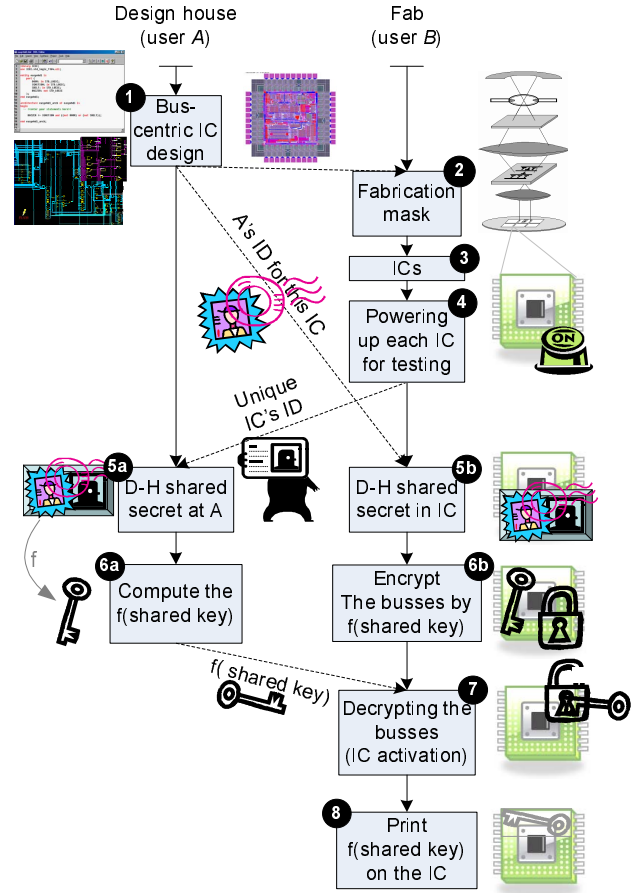 Design house
(user A)
Fab
(user B)
1
Bus-
centric IC
design
2
Fabrication
mask
A's ID for this IC
3
ICs
4
Powering
up each IC
for testing
ON
Unique
IC's ID
5a
D-H shared
secret at A
5b
D-H shared
secret in IC
f
6a
Compute the
f(shared key)
6b
Encrypt
The busses by
f(shared key)
f( shared key)
7
Decrypting the
busses
(IC activation)
8
Print
f(shared key)
on the IC